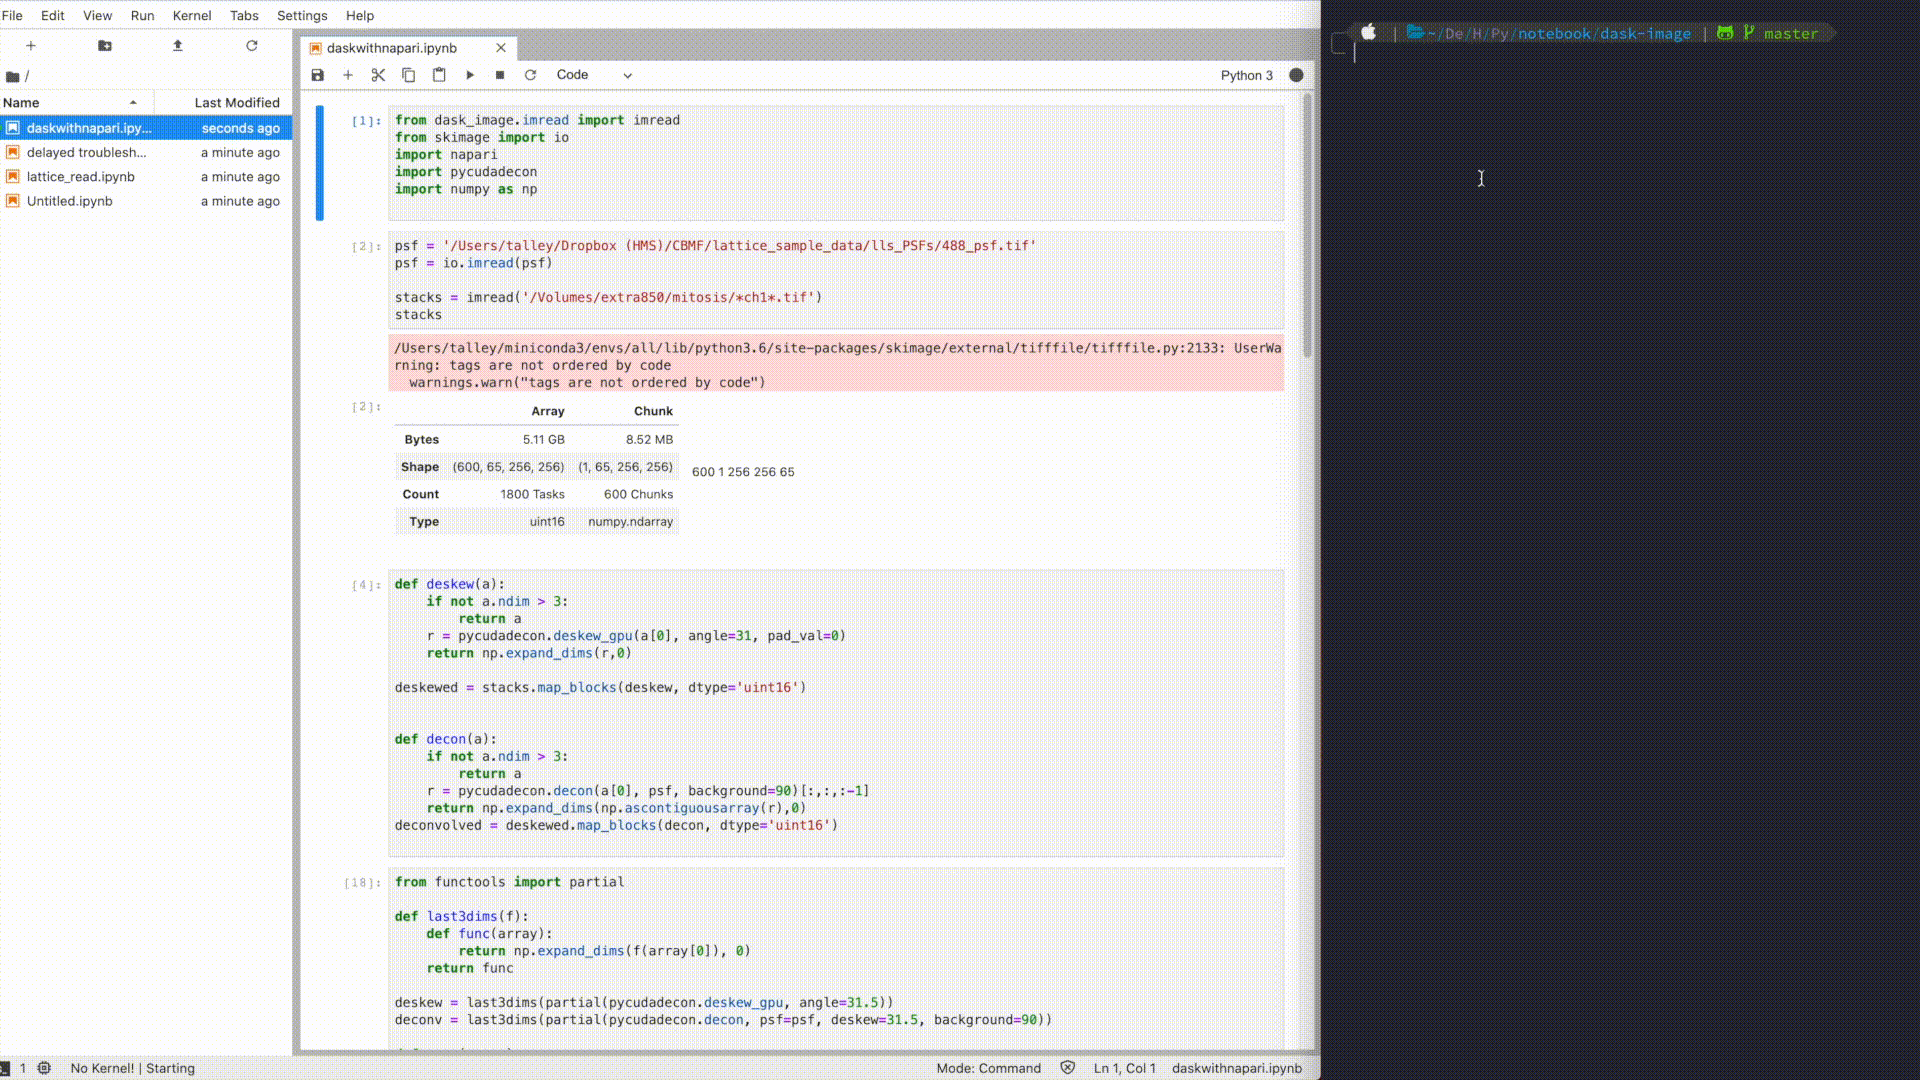 File Edit View Run Kernel Tabs Settings Help
/
Name Last Modified
daskwithnapari.ipy... seconds ago
delayed troublesh... a minute ago
lattice_read.ipynb a minute ago
Untitled.ipynb a minute ago
daskwithnapari.ipynb
Code
Python 3
[1]: from dask_image.imread import imread
from skimage import io
import napari
import pycudadecon
import numpy as np
[2]: psf = '/Users/talley/Dropbox (HMS)/CBMF/lattice_sample_data/lls_PSFs/488_psf.tif'
psf = io.imread(psf)
stacks = imread('/Volumes/extra850/mitosis/*ch1*.tif')
stacks
/Users/talley/miniconda3/envs/all/lib/python3.6/site-packages/skimage/external/tifffile/tifffile.py:2133: UserWa
rning: tags are not ordered by code
warnings.warn("tags are not ordered by code")
Array Chunk
Bytes 5.11 GB 8.52 MB
Shape (600, 65, 256, 256) (1, 65, 256, 256)
600 1 256 256 65
Count 1800 Tasks 600 Chunks
Type uint16 numpy.ndarray
[4]: def deskew(a):
if not a.ndim > 3:
return a
r = pycudadecon.deskew_gpu(a[0], angle=31, pad_val=0)
return np.expand_dims(r,0)
deskewed = stacks.map_blocks(deskew, dtype='uint16')
def decon(a):
if not a.ndim > 3:
return a
r = pycudadecon.decon(a[0], psf, background=90)[:,:,:-1]
return np.expand_dims(np.ascontiguousarray(r),0)
deconvolved = deskewed.map_blocks(decon, dtype='uint16')
[18]: from functools import partial
def last3dims(f):
def func(array):
return np.expand_dims(f(array[0]), 0)
return func
deskew = last3dims(partial(pycudadecon.deskew_gpu, angle=31.5))
deconv = last3dims(partial(pycudadecon.decon, psf=psf, deskew=31.5, background=90))
1 No Kernel! | Starting Mode: Command Ln 1, Col 1 daskwithnapari.ipynb
| ~/De/H/Py/notebook/dask-image | master